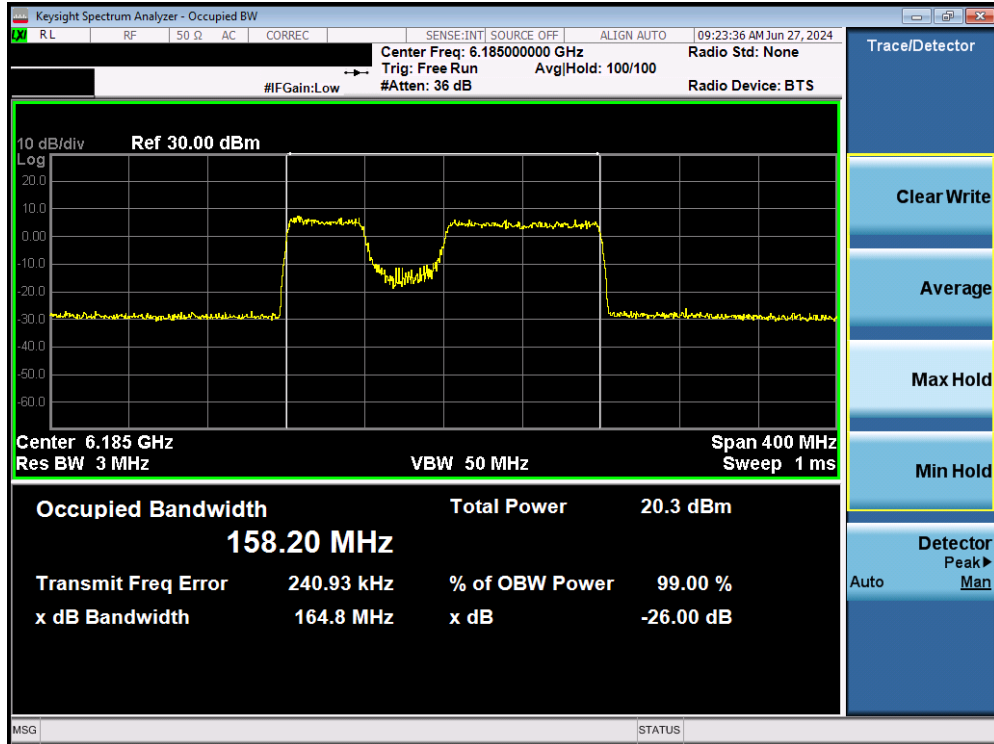 Keysight Spectrum Analyzer - Occupied BW
LXI RL RF 50 Ω AC CORREC SENSE:INT SOURCE OFF ALIGN AUTO 09:23:36 AM Jun 27, 2024
Center Freq: 6.185000000 GHz Radio Std: None
Trig: Free Run Avg|Hold: 100/100
#IFGain:Low #Atten: 36 dB Radio Device: BTS
10 dB/div Ref 30.00 dBm
Log
20.0
10.0
0.00
-10.0
-20.0
-30.0
-40.0
-50.0
-60.0
Center 6.185 GHz Span 400 MHz
Res BW 3 MHz VBW 50 MHz Sweep 1 ms
Occupied Bandwidth Total Power 20.3 dBm
158.20 MHz
Transmit Freq Error 240.93 kHz % of OBW Power 99.00 %
x dB Bandwidth 164.8 MHz x dB -26.00 dB
Trace/Detector
Clear Write
Average
Max Hold
Min Hold
Detector
Peak▶
Auto Man
MSG STATUS